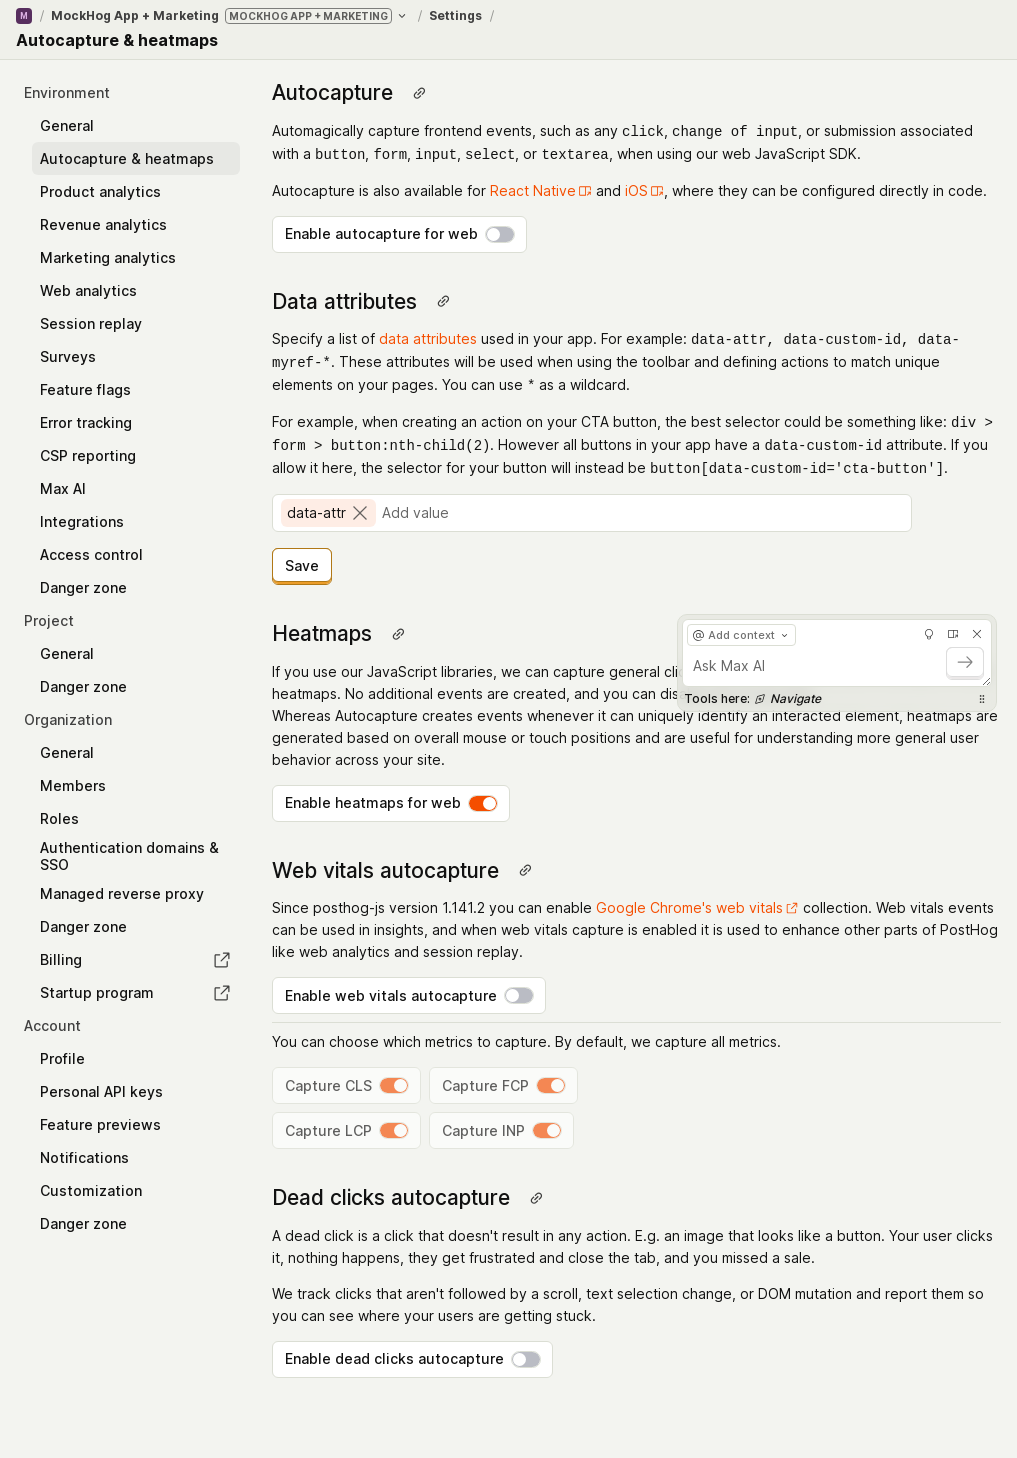 M / MockHog App + Marketing MOCKHOG APP + MARKETING / Settings /
Autocapture & heatmaps
Environment
General
Autocapture & heatmaps
Product analytics
Revenue analytics
Marketing analytics
Web analytics
Session replay
Surveys
Feature flags
Error tracking
CSP reporting
Max AI
Integrations
Access control
Danger zone
Project
General
Danger zone
Organization
General
Members
Roles
Authentication domains &
SSO
Managed reverse proxy
Danger zone
Billing
Startup program
Account
Profile
Personal API keys
Feature previews
Notifications
Customization
Danger zone
Autocapture
Automagically capture frontend events, such as any click, change of input, or submission associated
with a button, form, input, select, or textarea, when using our web JavaScript SDK.
Autocapture is also available for React Native and iOS, where they can be configured directly in code.
Enable autocapture for web
Data attributes
Specify a list of data attributes used in your app. For example: data-attr, data-custom-id, data-
myref-*. These attributes will be used when using the toolbar and defining actions to match unique
elements on your pages. You can use * as a wildcard.
For example, when creating an action on your CTA button, the best selector could be something like: div >
form > button:nth-child(2). However all buttons in your app have a data-custom-id attribute. If you
allow it here, the selector for your button will instead be button[data-custom-id='cta-button'].
data-attr Add value
Save
Heatmaps
If you use our JavaScript libraries, we can capture general
heatmaps. No additional events are created, and you can
Whereas Autocapture creates events whenever it can uniquely identify an interacted element, heatmaps are
generated based on overall mouse or touch positions and are useful for understanding more general user
behavior across your site.
@ Add context
Ask Max AI
Tools here: Navigate
Enable heatmaps for web
Web vitals autocapture
Since posthog-js version 1.141.2 you can enable Google Chrome's web vitals collection. Web vitals events
can be used in insights, and when web vitals capture is enabled it is used to enhance other parts of PostHog
like web analytics and session replay.
Enable web vitals autocapture
You can choose which metrics to capture. By default, we capture all metrics.
Capture CLS Capture FCP
Capture LCP Capture INP
Dead clicks autocapture
A dead click is a click that doesn't result in any action. E.g. an image that looks like a button. Your user clicks
it, nothing happens, they get frustrated and close the tab, and you missed a sale.
We track clicks that aren't followed by a scroll, text selection change, or DOM mutation and report them so
you can see where your users are getting stuck.
Enable dead clicks autocapture